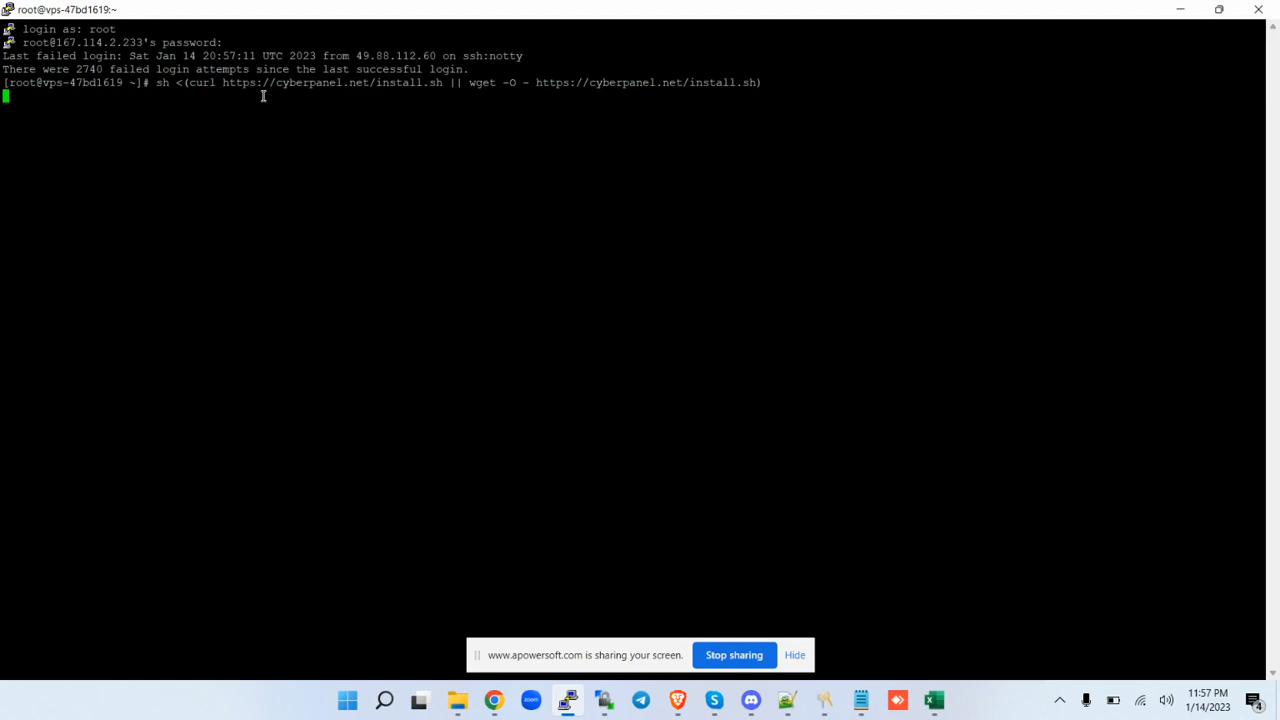 root@vps-47bd1619:~
login as: root
root@167.114.2.233's password:
Last failed login: Sat Jan 14 20:57:11 UTC 2023 from 49.88.112.60 on ssh:notty
There were 2740 failed login attempts since the last successful login.
[root@vps-47bd1619 ~]# sh <(curl https://cyberpanel.net/install.sh || wget -O - https://cyberpanel.net/install.sh)
www.apowersoft.com is sharing your screen.
Stop sharing
Hide
zoom
11:57 PM
1/14/2023
4